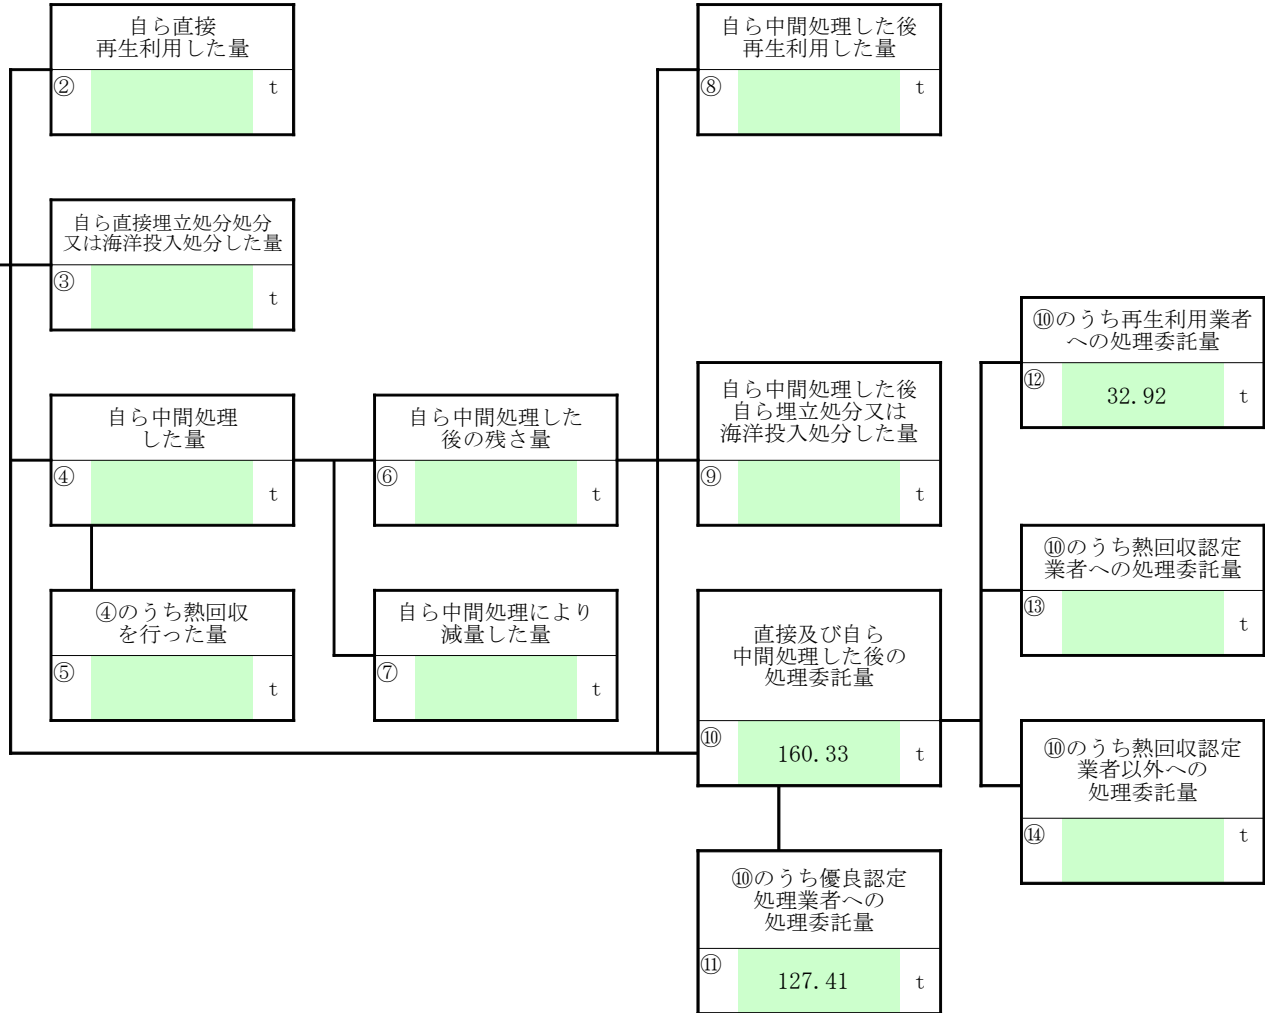 自ら直接
再生利用した量
②
t
自ら中間処理した後
再生利用した量
⑧
t
自ら直接埋立処分処分
又は海洋投入処分した量
③
t
⑩のうち再生利用業者
への処理委託量
⑫
32.92
t
自ら中間処理
した量
④
t
自ら中間処理した
後の残さ量
⑥
t
自ら中間処理した後
自ら埋立処分又は
海洋投入処分した量
⑨
t
⑩のうち熱回収認定
業者への処理委託量
⑬
t
④のうち熱回収
を行った量
⑤
t
自ら中間処理により
減量した量
⑦
t
直接及び自ら
中間処理した後の
処理委託量
⑩
160.33
t
⑩のうち熱回収認定
業者以外への
処理委託量
⑭
t
⑩のうち優良認定
処理業者への
処理委託量
⑪
127.41
t